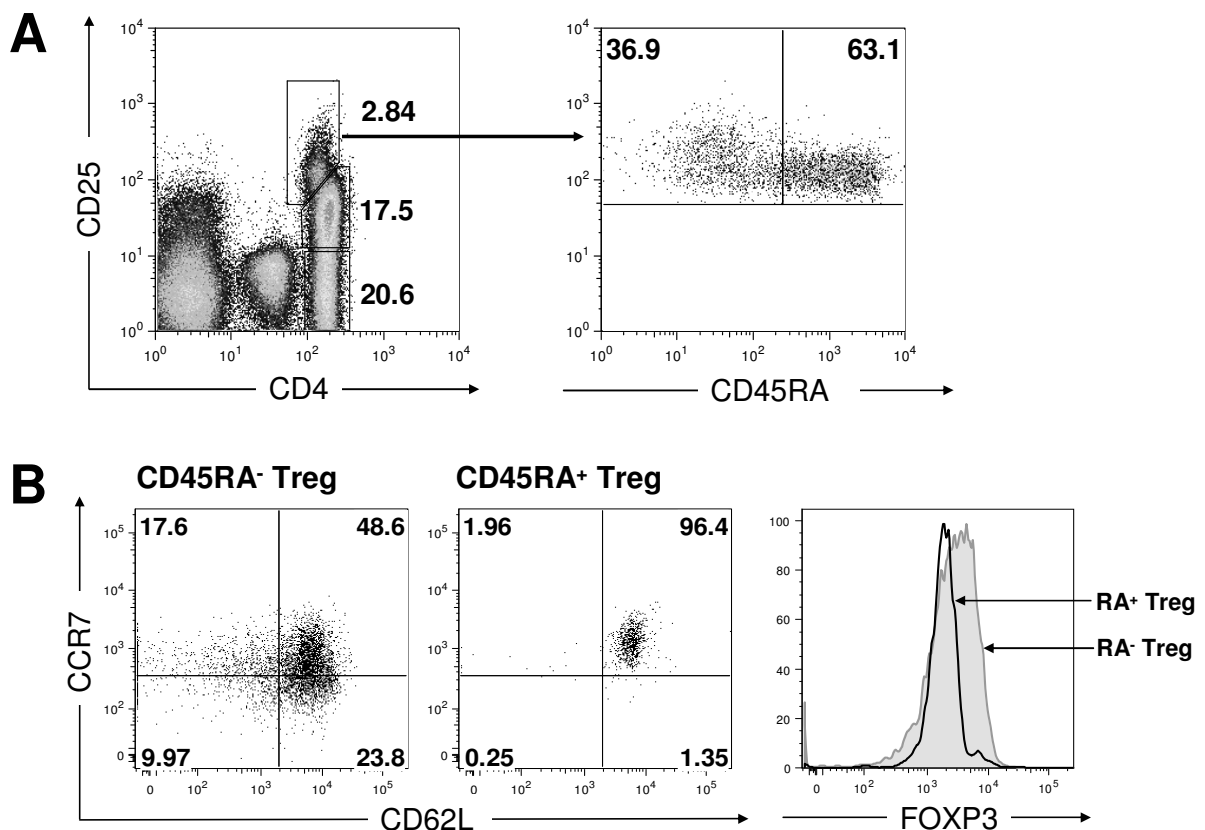 A
10⁴ 10³ 10² 10¹ 10⁰
CD25
2.84
17.5
20.6
10⁰ 10¹ 10² 10³ 10⁴
CD4
36.9 63.1
10⁴ 10³ 10² 10¹ 10⁰
10⁰ 10¹ 10² 10³ 10⁴
CD45RA
B
CD45RA⁻ Treg
CD45RA⁺ Treg
CCR7
10⁵ 10⁴ 10³ 10² 0
17.6 48.6
9.97 23.8
0 10² 10³ 10⁴ 10⁵
10⁵ 10⁴ 10³ 10² 0
1.96 96.4
0.25 1.35
0 10² 10³ 10⁴ 10⁵
CD62L
100 80 60 40 20 0
RA⁺ Treg
RA⁻ Treg
0 10² 10³ 10⁴ 10⁵
FOXP3